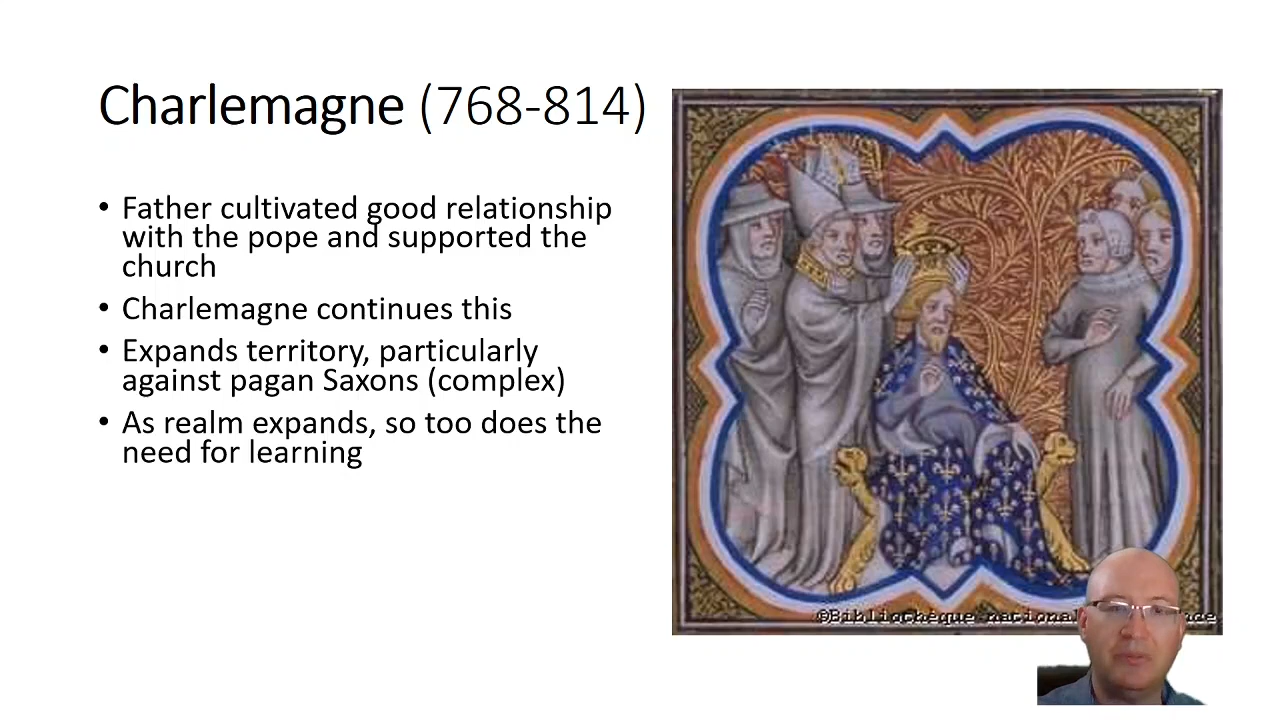 Charlemagne (768-814)
• Father cultivated good relationship
with the pope and supported the
church
• Charlemagne continues this
• Expands territory, particularly
against pagan Saxons (complex)
• As realm expands, so too does the
need for learning
©Bibliothèque national